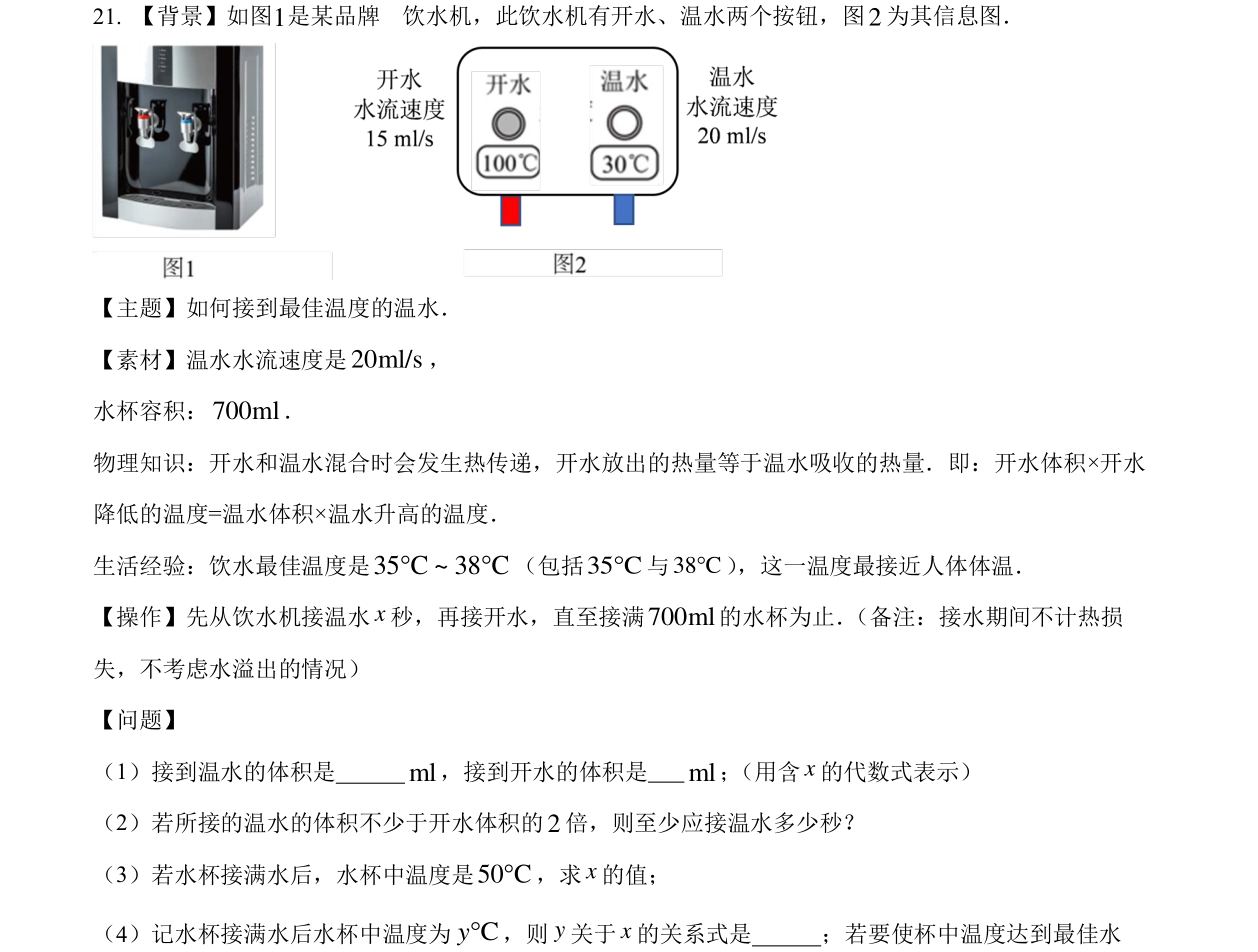 21. 【背景】如图1是某品牌 饮水机，此饮水机有开水、温水两个按钮，图2为其信息图．
开水
水流速度
15 ml/s
开水
100℃
温水
30℃
温水
水流速度
20 ml/s
图1
图2
【主题】如何接到最佳温度的温水．
【素材】温水水流速度是20ml/s，
水杯容积：700ml．
物理知识：开水和温水混合时会发生热传递，开水放出的热量等于温水吸收的热量．即：开水体积×开水
降低的温度=温水体积×温水升高的温度．
生活经验：饮水最佳温度是35°C ~ 38°C（包括35°C与38°C），这一温度最接近人体体温．
【操作】先从饮水机接温水x秒，再接开水，直至接满700ml的水杯为止．（备注：接水期间不计热损
失，不考虑水溢出的情况）
【问题】
（1）接到温水的体积是______ml，接到开水的体积是___ml；（用含x的代数式表示）
（2）若所接的温水的体积不少于开水体积的2倍，则至少应接温水多少秒？
（3）若水杯接满水后，水杯中温度是50°C，求x的值；
（4）记水杯接满水后水杯中温度为y°C，则y关于x的关系式是______；若要使杯中温度达到最佳水